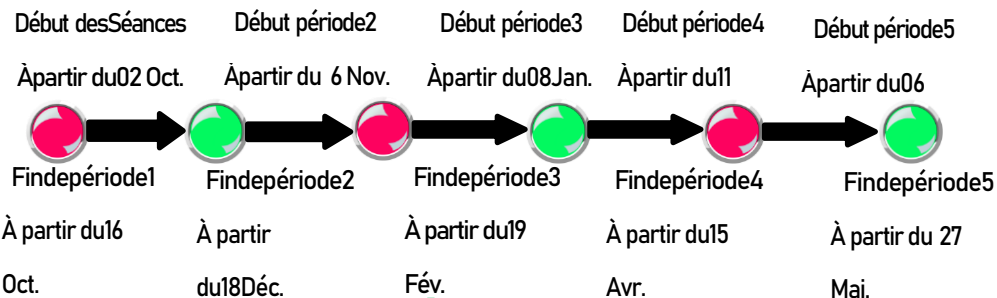 Début desSéances Début période2 Début période3 Début période4 Début période5
Àpartir du02 Oct. Àpartir du 6 Nov. Àpartir du08Jan. Àpartir du11 Àpartir du06
Findepériode1 Findepériode2 Findepériode3 Findepériode4 Findepériode5
À partir du16 À partir À partir du19 À partir du15 À partir du 27
Oct. du18Déc. Fév. Avr. Mai.